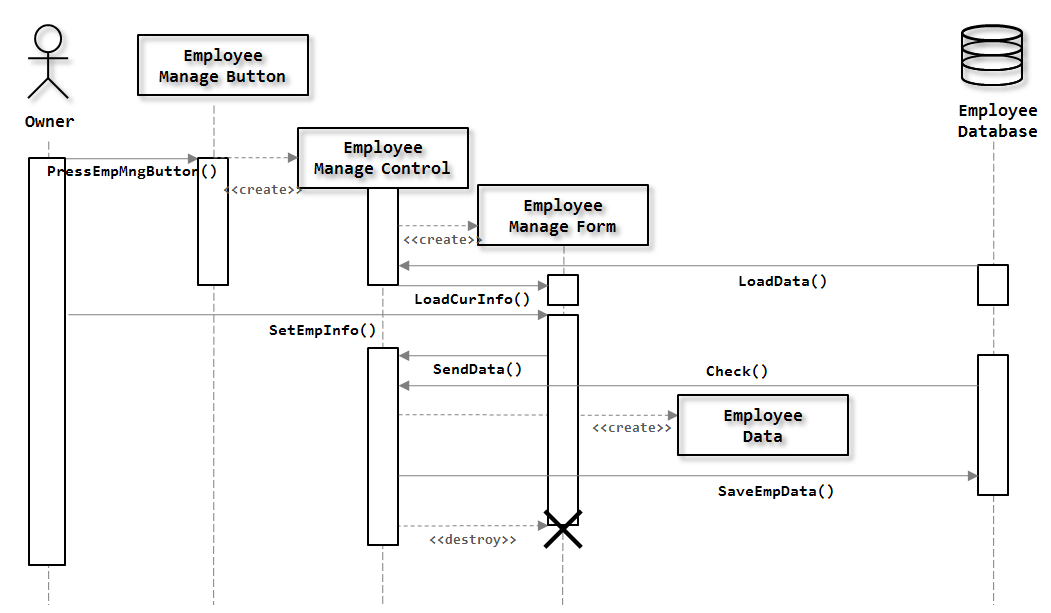 Employee
Manage Button
Employee
Database
Owner
Employee
Manage Control
PressEmpMngButtor()
<<create>>
Employee
Manage Form
<<create>>
LoadData()
LoadCurInfo()
SetEmpInfo()
SendData()
Check()
Employee
Data
<<create>>
SaveEmpData()
<<destroy>>